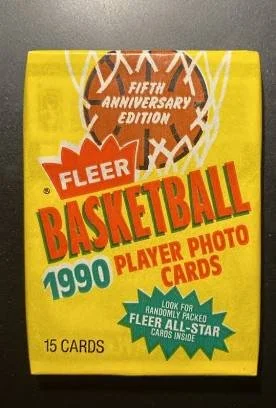 FIFTH
ANNIVERSARY
EDITION
FLEER
®
BASKETBALL
1990 PLAYER PHOTO
CARDS
LOOK FOR
RANDOMLY PACKED
FLEER ALL-STAR
CARDS INSIDE
15 CARDS